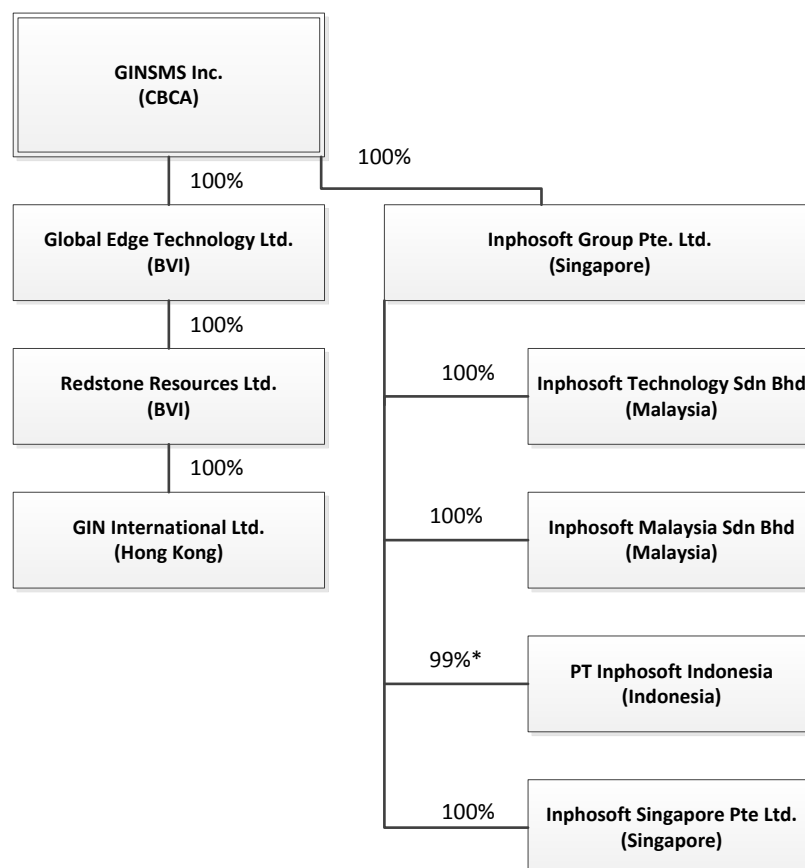 GINSMS Inc.
(CBCA)
100%
100%
Global Edge Technology Ltd.
(BVI)
Inphosoft Group Pte. Ltd.
(Singapore)
100%
Redstone Resources Ltd.
(BVI)
100%
Inphosoft Technology Sdn Bhd
(Malaysia)
100%
GIN International Ltd.
(Hong Kong)
100%
Inphosoft Malaysia Sdn Bhd
(Malaysia)
99%*
PT Inphosoft Indonesia
(Indonesia)
100%
Inphosoft Singapore Pte Ltd.
(Singapore)